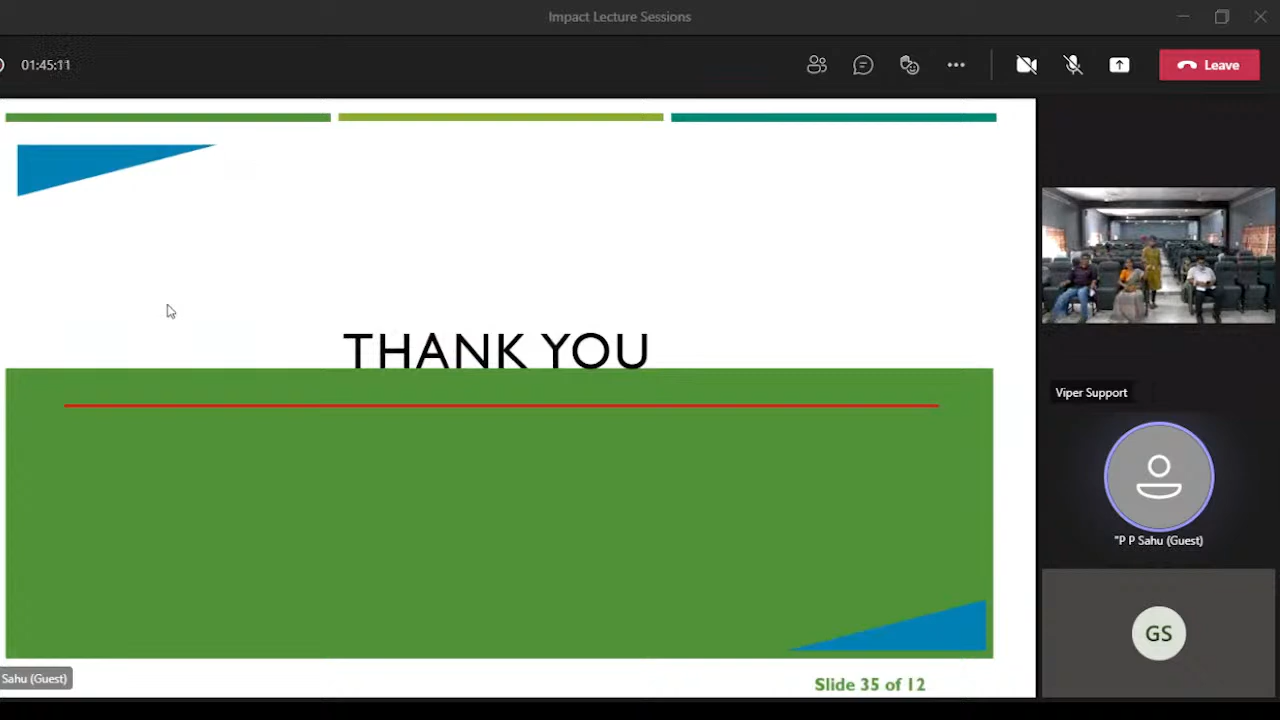 Impact Lecture Sessions
01:45:11
Leave
THANK YOU
Viper Support
"P P Sahu (Guest)
GS
Sahu (Guest)
Slide 35 of 12